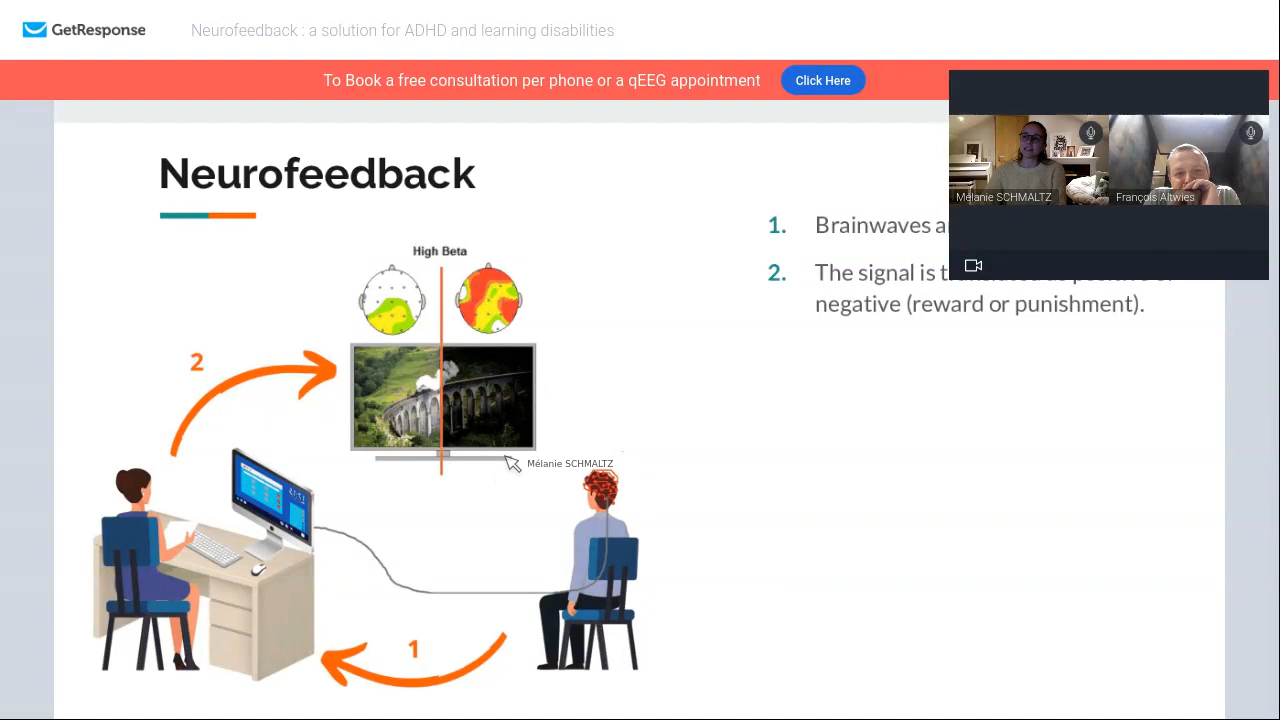 GetResponse
Neurofeedback : a solution for ADHD and learning disabilities
To Book a free consultation per phone or a qEEG appointment
Click Here
Mélanie SCHMALTZ
François Altwies
Neurofeedback
High Beta
2
Mélanie SCHMALTZ
1
1. Brainwaves
2. The signal is
negative (reward or punishment).